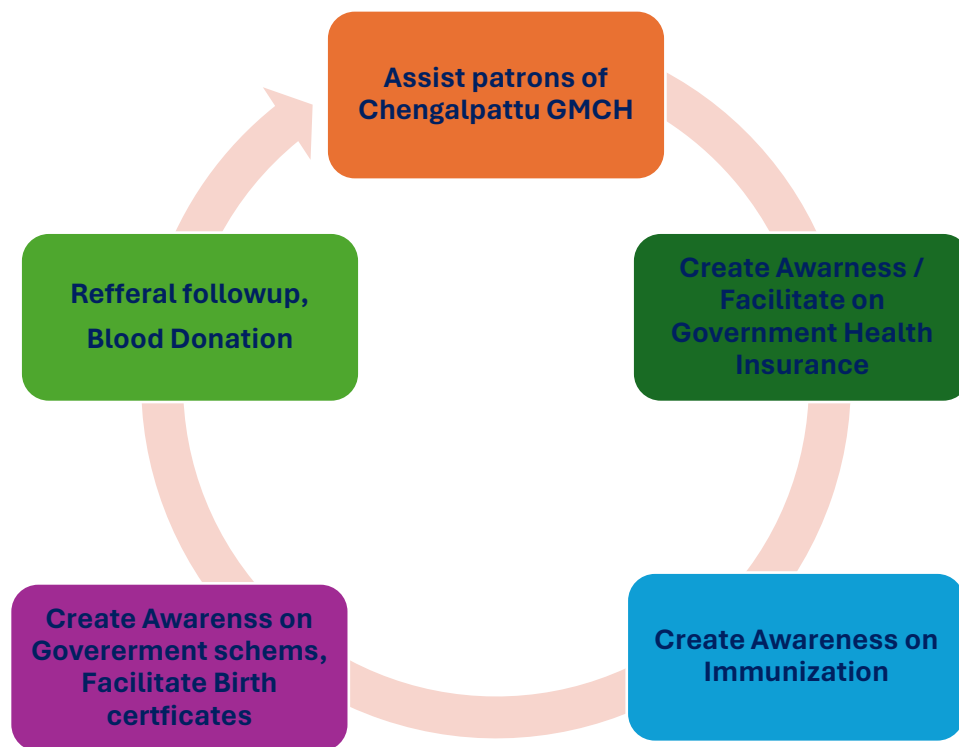 Assist patrons of
Chengalpattu GMCH
Create Awarness /
Facilitate on
Government Health
Insurance
Create Awareness on
Immunization
Create Awarenss on
Govererment schems,
Facilitate Birth
certficates
Refferal followup,
Blood Donation